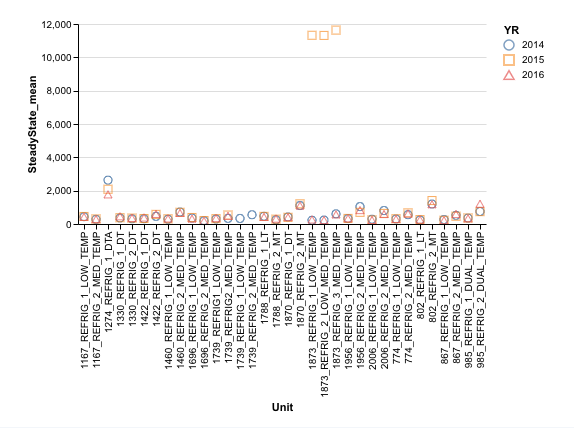 12,000
10,000
8,000
6,000
4,000
2,000
0
SteadyState_mean
YR
2014
2015
2016
1167_REFRIG_1_LOW_TEMP
1167_REFRIG_2_MED_TEMP
1274_REFRIG_1_DTA
1330_REFRIG_1_DT
1330_REFRIG_2_DT
1422_REFRIG_1_DT
1422_REFRIG_2_DT
1460_REFRIG_1_LOW_TEMP
1460_REFRIG_2_MED_TEMP
1696_REFRIG_1_LOW_TEMP
1696_REFRIG_2_MED_TEMP
1739_REFRIG1_LOW_TEMP
1739_REFRIG2_MED_TEMP
1739_REFRIG_1_LOW_TEMP
1739_REFRIG_2_MED_TEMP
1788_REFRIG_1_LT
1788_REFRIG_2_MT
1870_REFRIG_1_DT
1870_REFRIG_2_MT
1873_REFRIG_1_LOW_TEMP
1873_REFRIG_2_LOW_MED_TEMP
1873_REFRIG_3_MED_TEMP
1956_REFRIG_1_LOW_TEMP
1956_REFRIG_2_MED_TEMP
2006_REFRIG_1_LOW_TEMP
2006_REFRIG_2_MED_TEMP
774_REFRIG_1_LOW_TEMP
774_REFRIG_2_MED_TEMP
802_REFRIG_1_LT
802_REFRIG_2_MT
867_REFRIG_1_LOW_TEMP
867_REFRIG_2_MED_TEMP
985_REFRIG_1_DUAL_TEMP
985_REFRIG_2_DUAL_TEMP
Unit